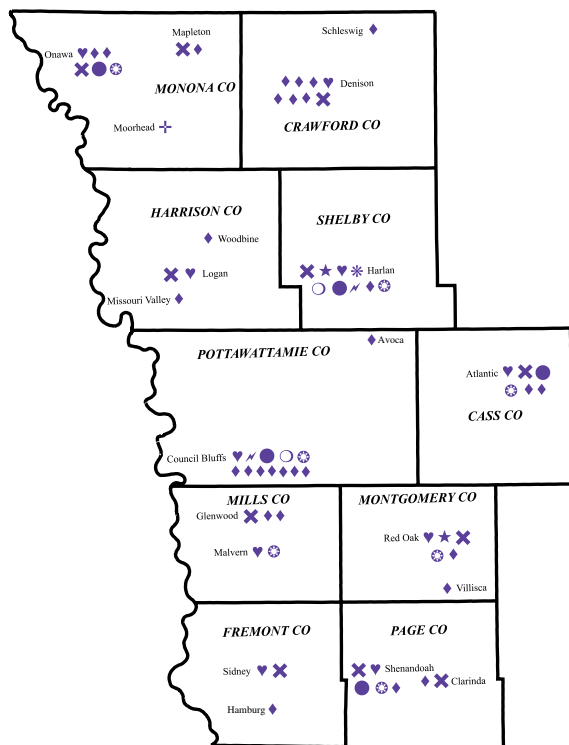 Mapleton
Schleswig
Onawa
Denison
MONONA CO
Moorhead
CRAWFORD CO
HARRISON CO
SHELBY CO
Woodbine
Logan
Harlan
Missouri Valley
Avoca
POTTAWATTAMIE CO
Atlantic
CASS CO
Council Bluffs
MILLS CO
MONTGOMERY CO
Glenwood
Red Oak
Malvern
Villisca
FREMONT CO
PAGE CO
Sidney
Shenandoah
Clarinda
Hamburg